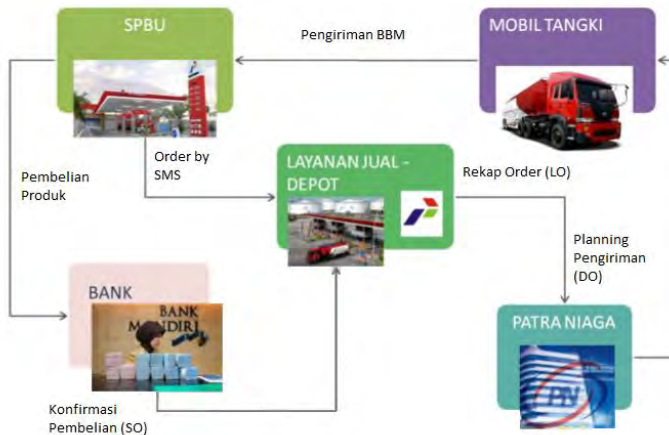 SPBU
Pengiriman BBM
MOBIL TANGKI
Order by
SMS
LAYANAN JUAL -
DEPOT
Rekap Order (LO)
Pembelian
Produk
Planning
Pengiriman
(DO)
BANK
BANK
MANDIRI
PATRA NIAGA
PN
Konfirmasi
Pembelian (SO)